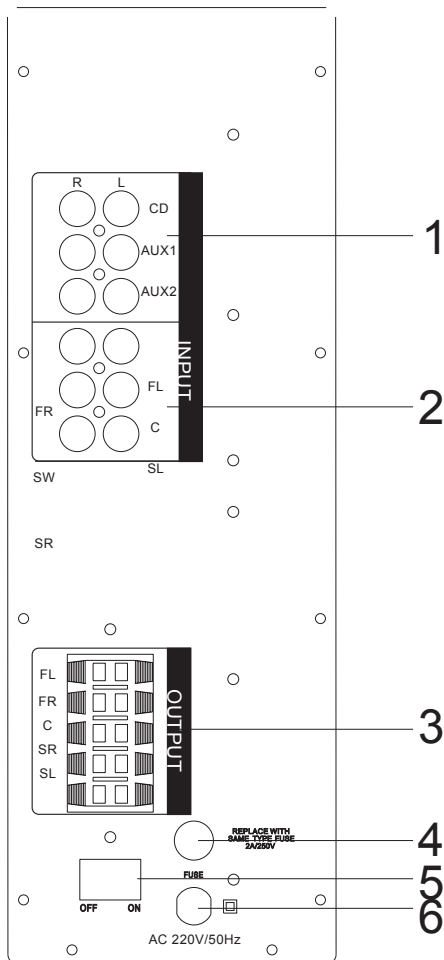 R L
CD
1
AUX1
AUX2
INPUT
FL
2
FR
C
SL
SW
SR
FL
FR
C
SR
SL
OUTPUT
3
REPLACE WITH
SAME TYPE FUSE
2A/250V
4
FUSE
5
OFF ON
6
AC 220V/50Hz